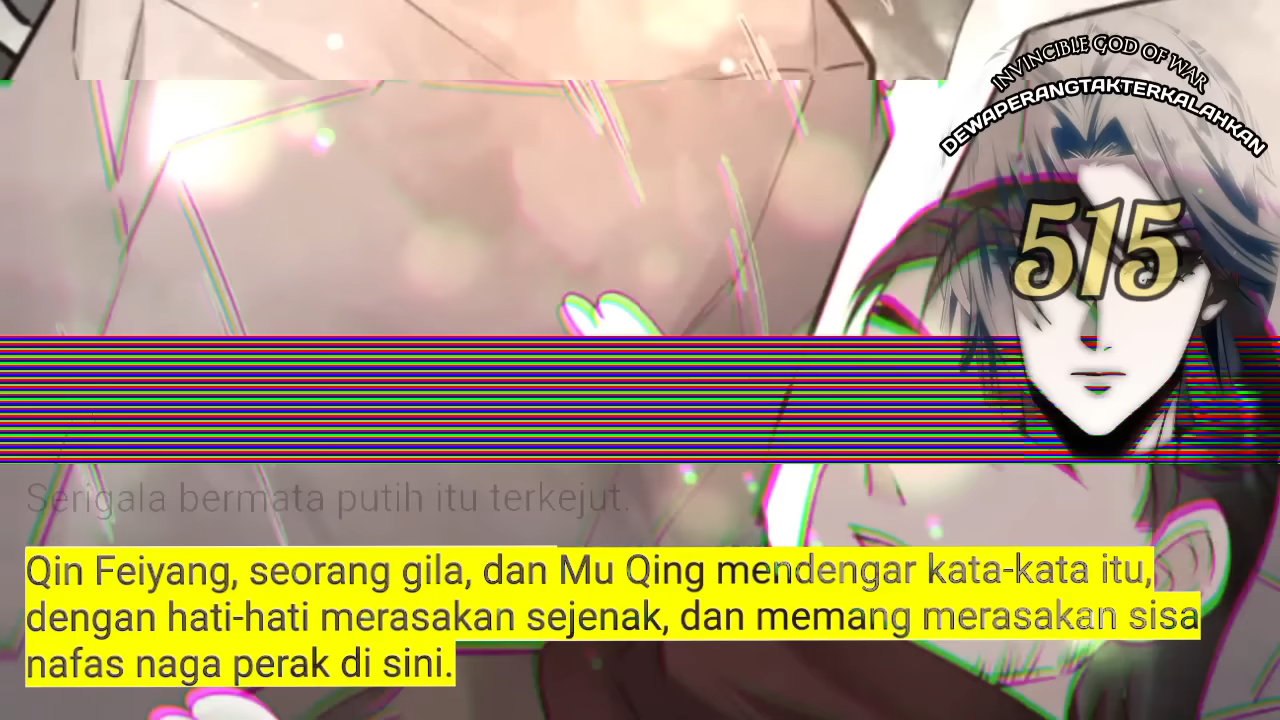 INVINCIBLE GOD OF WAR
DEWAPERANGTAKTERKALAHKAN
515
Serigala bermata putih itu terkejut.
Qin Feiyang, seorang gila, dan Mu Qing mendengar kata-kata itu,
dengan hati-hati merasakan sejenak, dan memang merasakan sisa
nafas naga perak di sini.